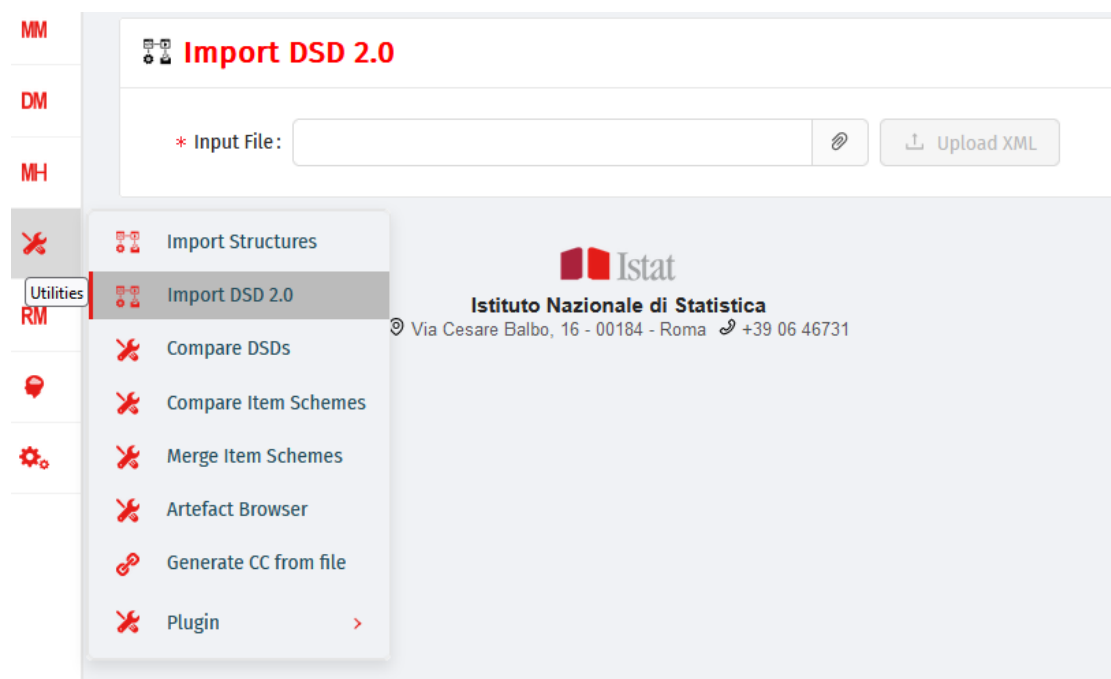 MM
Import DSD 2.0
DM
* Input File:
Upload XML
MH
Import Structures
Istat
Utilities
Import DSD 2.0
Istituto Nazionale di Statistica
RM
Via Cesare Balbo, 16 - 00184 - Roma +39 06 46731
Compare DSDs
Compare Item Schemes
Merge Item Schemes
Artefact Browser
Generate CC from file
Plugin